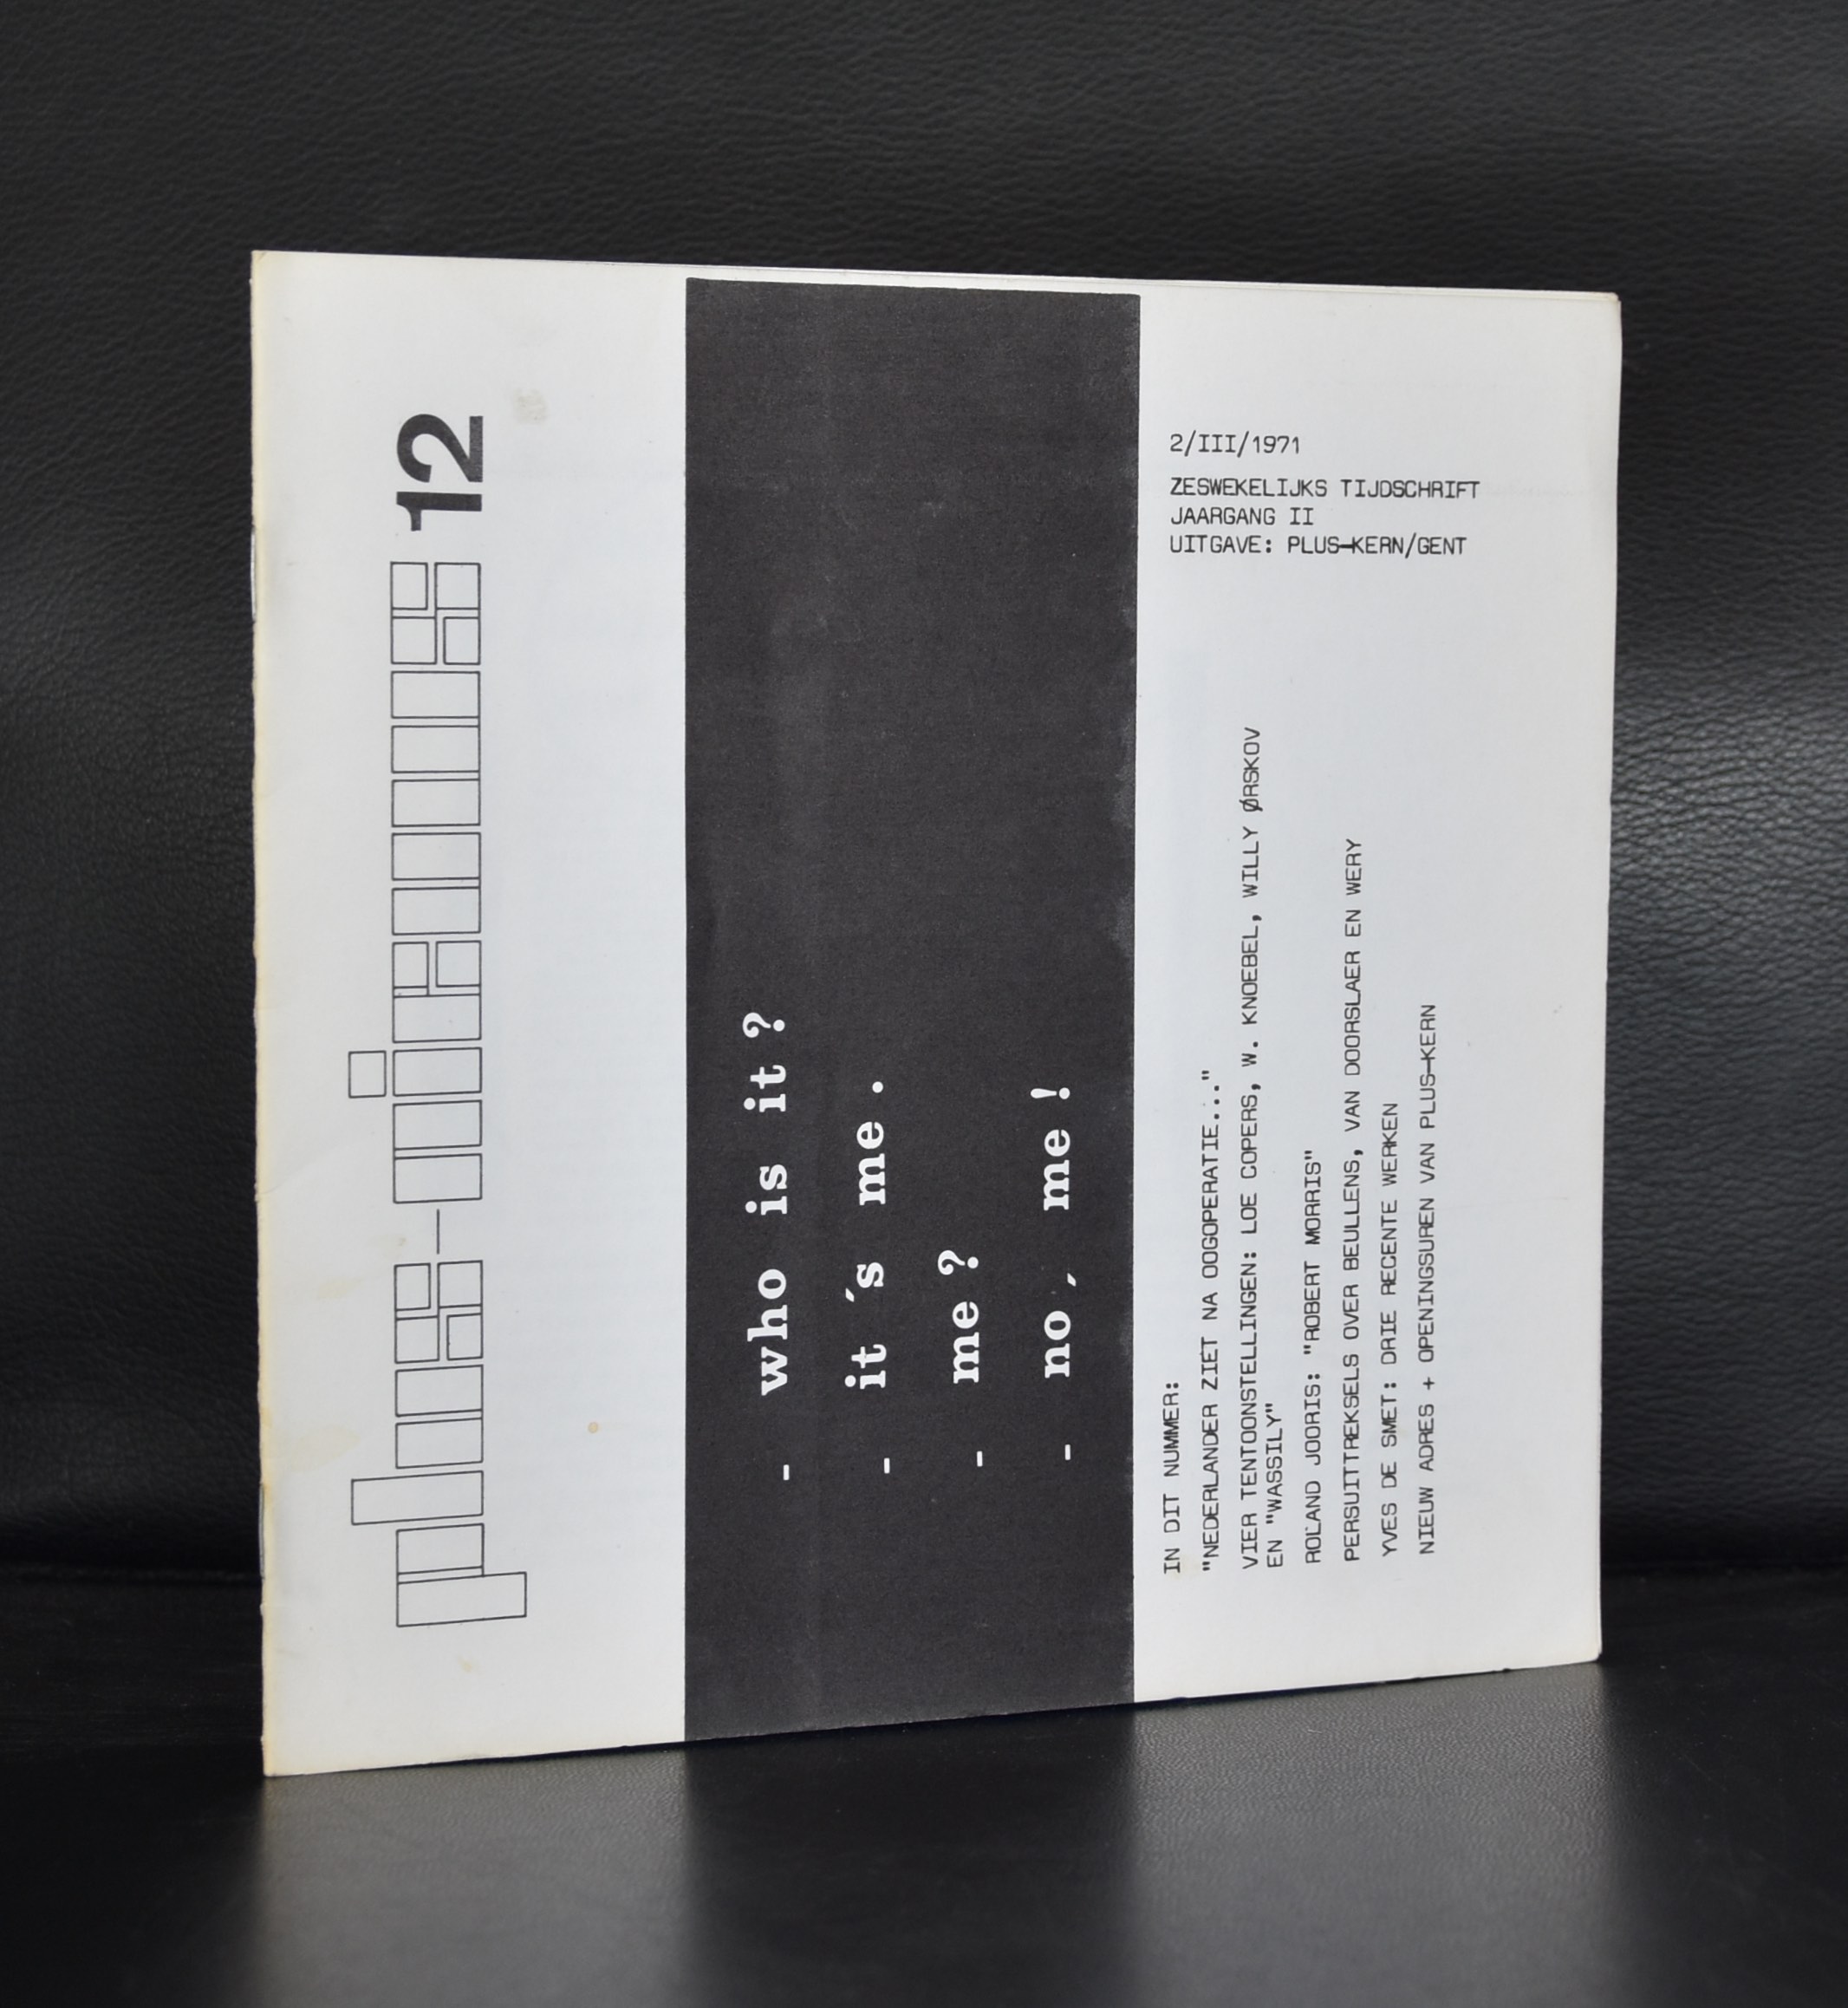 plus-nieuws 12
- who is it?
- it´s me.
- me?
- no, me!
2/III/1971
ZESWEKELIJKS TIJDSCHRIFT
JAARGANG II
UITGAVE: PLUS-KERN/GENT
IN DIT NUMMER:
"NEDERLANDER ZIET NA OOGOPERATIE..."
VIER TENTOONSTELLINGEN: LOE COPERS, W. KNOEBEL, WILLY ØRSKOV
EN "WASSILY"
ROLAND JOORIS: "ROBERT MORRIS"
PERSUITTREKSELS OVER BEULLENS, VAN DOORSLAER EN WERY
YVES DE SMET: DRIE RECENTE WERKEN
NIEUW ADRES + OPENINGSUREN VAN PLUS-KERN